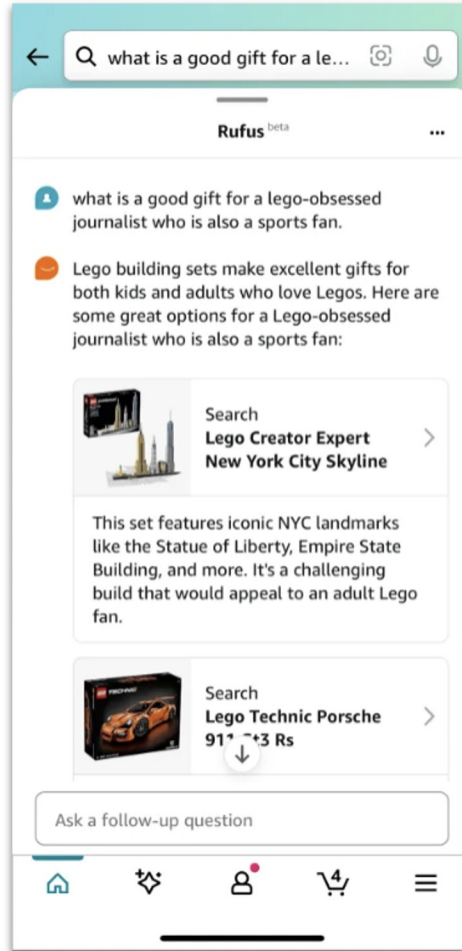 what is a good gift for a le...
Rufus beta
what is a good gift for a lego-obsessed
journalist who is also a sports fan.
Lego building sets make excellent gifts for
both kids and adults who love Legos. Here are
some great options for a Lego-obsessed
journalist who is also a sports fan:
Search
Lego Creator Expert
New York City Skyline
This set features iconic NYC landmarks
like the Statue of Liberty, Empire State
Building, and more. It's a challenging
build that would appeal to an adult Lego
fan.
TECHNIC
Search
Lego Technic Porsche
911 t3 Rs
Ask a follow-up question
4